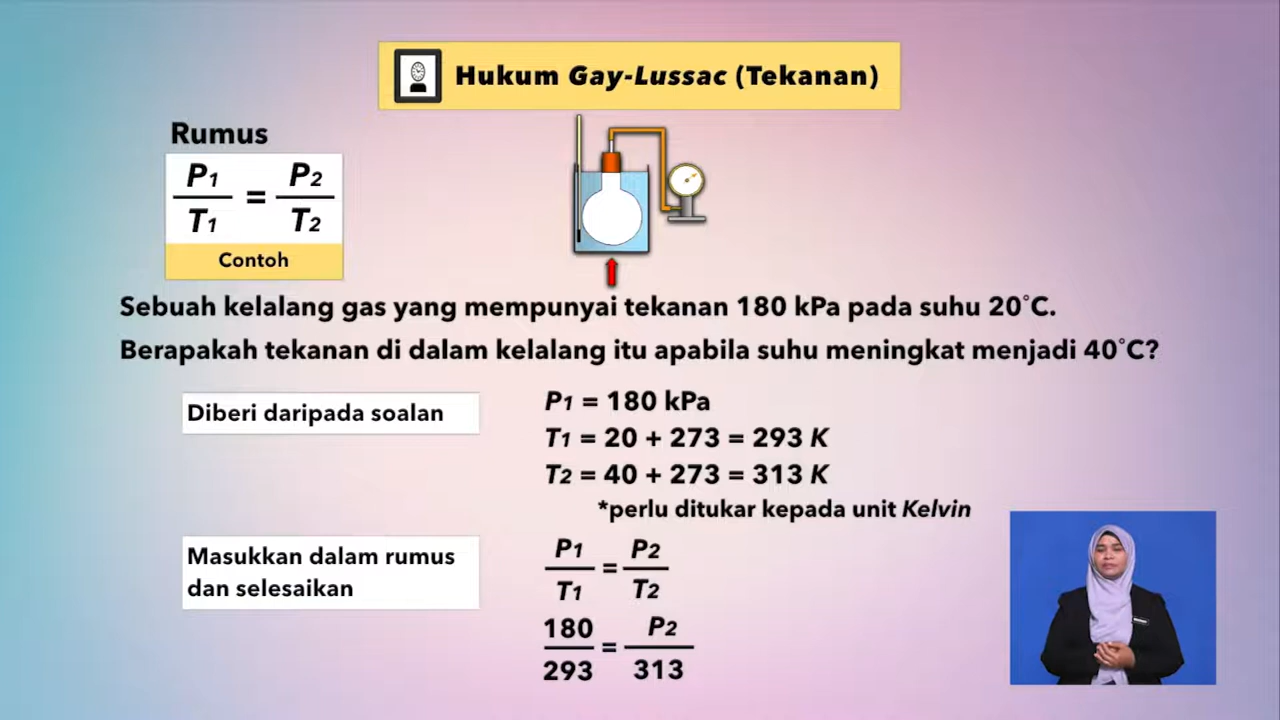 Hukum Gay-Lussac (Tekanan)
Rumus
P1/T1 = P2/T2
Contoh
Sebuah kelalang gas yang mempunyai tekanan 180 kPa pada suhu 20°C.
Berapakah tekanan di dalam kelalang itu apabila suhu meningkat menjadi 40°C?
Diberi daripada soalan
P1 = 180 kPa
T1 = 20 + 273 = 293 K
T2 = 40 + 273 = 313 K
*perlu ditukar kepada unit Kelvin
Masukkan dalam rumus
dan selesaikan
P1/T1 = P2/T2
180/293 = P2/313